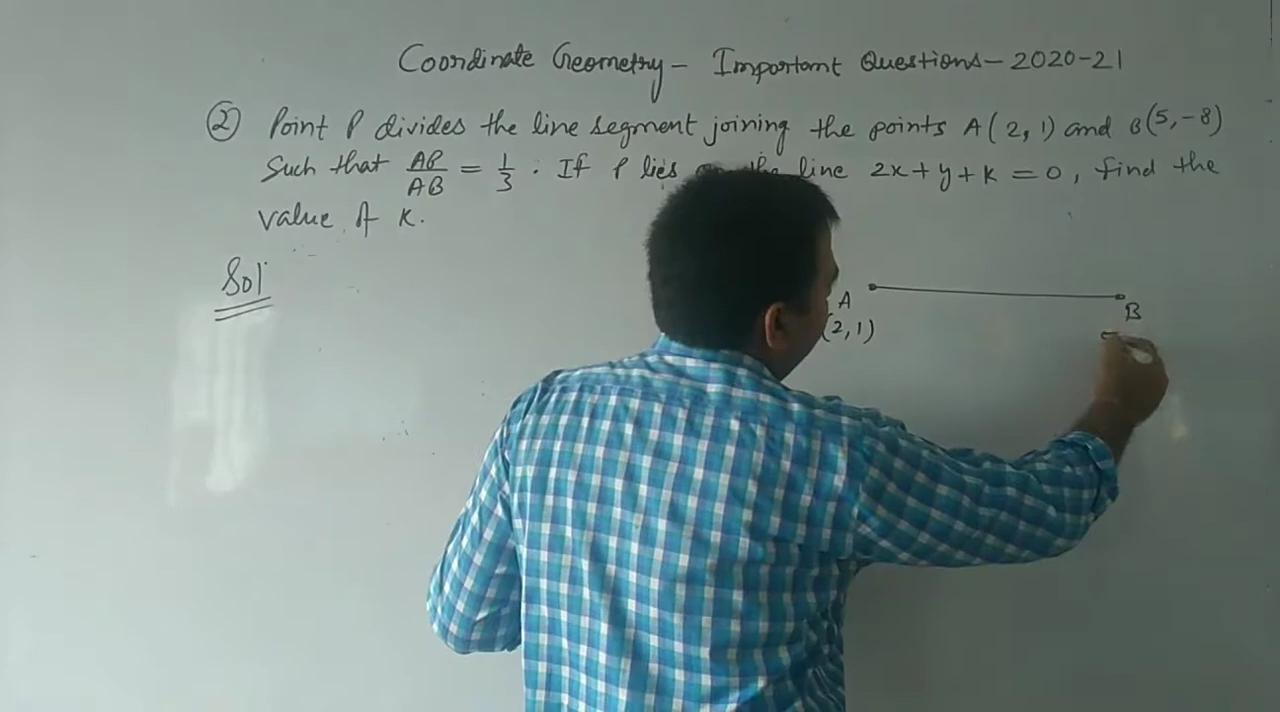 Coordinate Geometry - Important Questions - 2020-21
② Point P divides the line segment joining the points A(2,1) and B(5,-8)
Such that AP/AB = 1/3. If P lies the line 2x+y+k=0, find the
value of k.
Sol
A
B
(2,1)